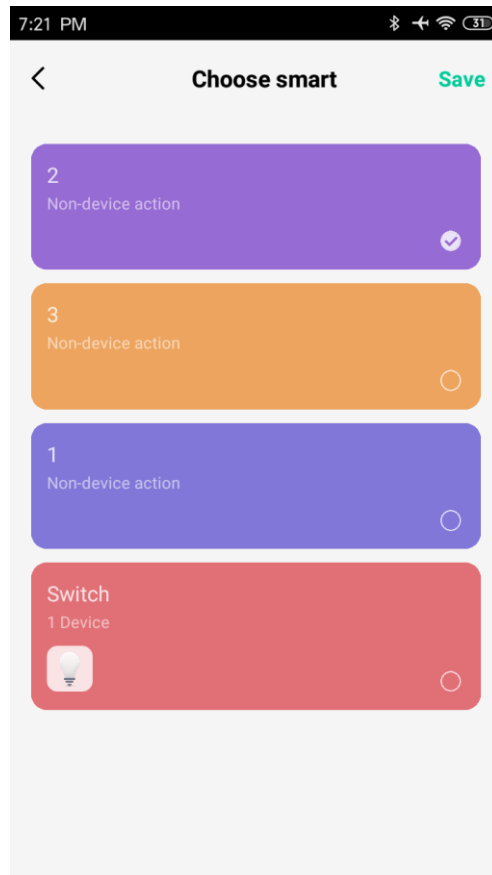 7:21 PM
31
Choose smart
Save
2
Non-device action
3
Non-device action
1
Non-device action
Switch
1 Device